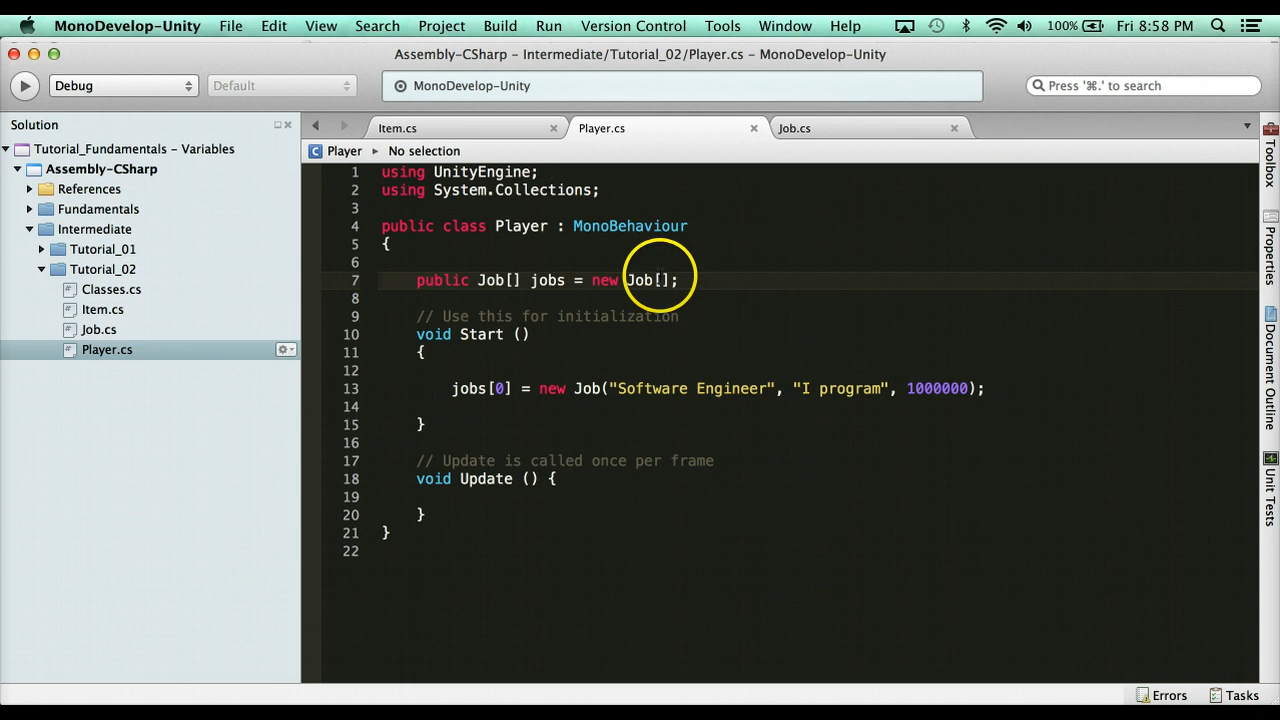 MonoDevelop-Unity File Edit View Search Project Build Run Version Control Tools Window Help 100% Fri 8:58 PM
Assembly-CSharp – Intermediate/Tutorial_02/Player.cs – MonoDevelop-Unity
Debug Default MonoDevelop-Unity Press '⌘.' to search
Solution
Item.cs Player.cs Job.cs
Player No selection
Tutorial_Fundamentals – Variables
Assembly-CSharp
References
Fundamentals
Intermediate
Tutorial_01
Tutorial_02
Classes.cs
Item.cs
Job.cs
Player.cs
1 using UnityEngine;
2 using System.Collections;
3
4 public class Player : MonoBehaviour
5 {
6
7 public Job[] jobs = new Job[];
8
9 // Use this for initialization
10 void Start ()
11 {
12
13 jobs[0] = new Job("Software Engineer", "I program", 1000000);
14
15 }
16
17 // Update is called once per frame
18 void Update () {
19
20 }
21 }
22
Toolbox
Properties
Document Outline
Unit Tests
Errors Tasks